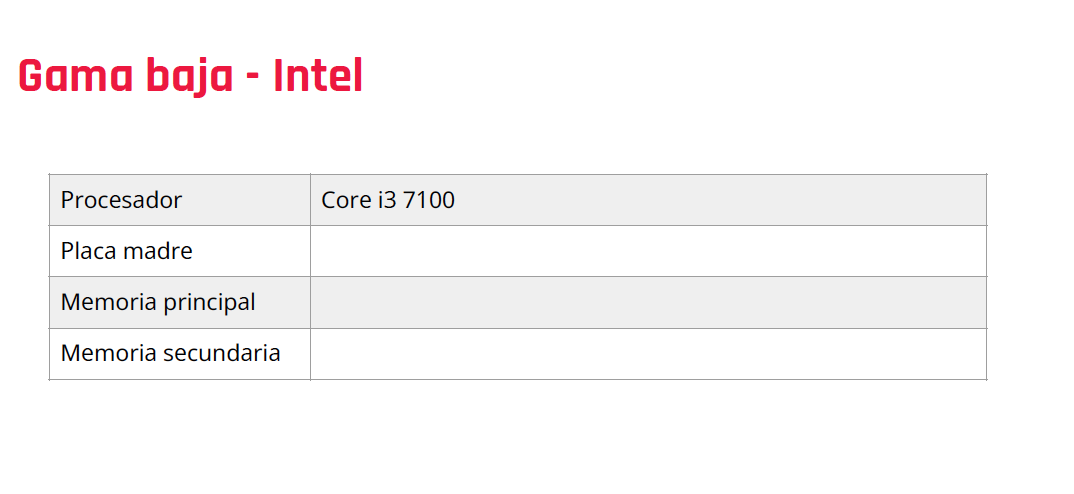 Gama baja - Intel
Procesador Core i3 7100
Placa madre
Memoria principal
Memoria secundaria